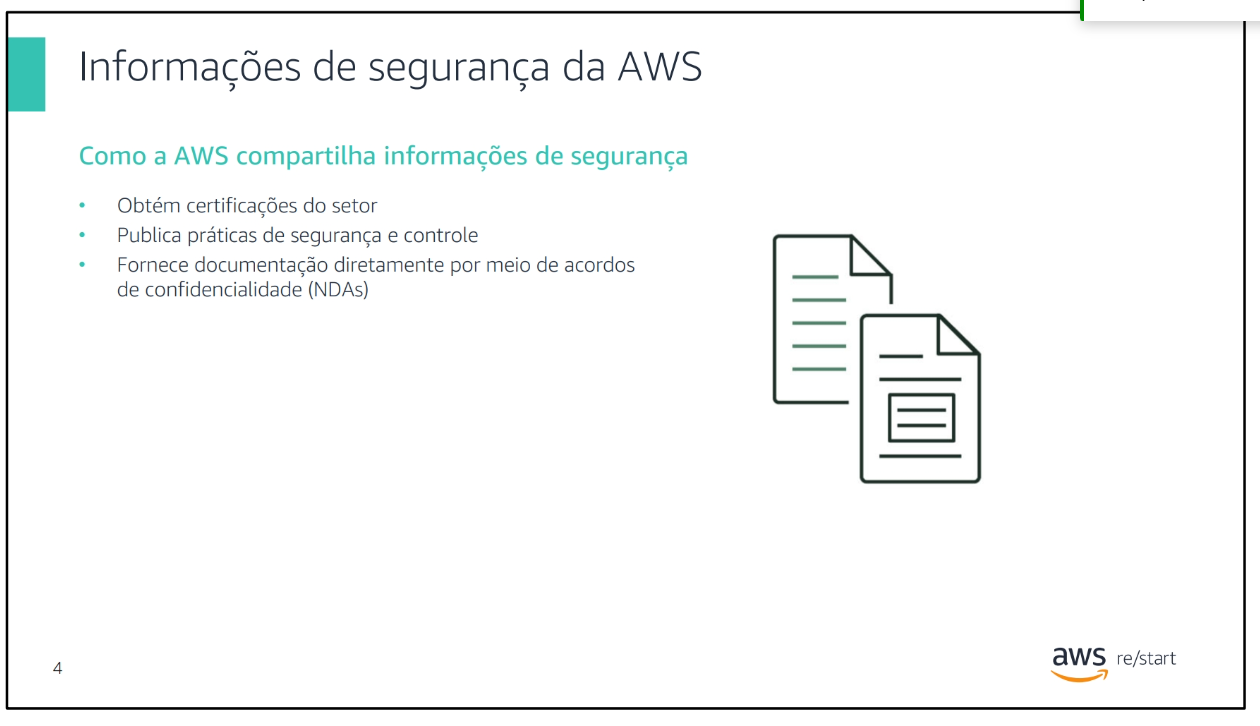 Informações de segurança da AWS
Como a AWS compartilha informações de segurança
• Obtém certificações do setor
• Publica práticas de segurança e controle
• Fornece documentação diretamente por meio de acordos
de confidencialidade (NDAs)
4
aws re/start